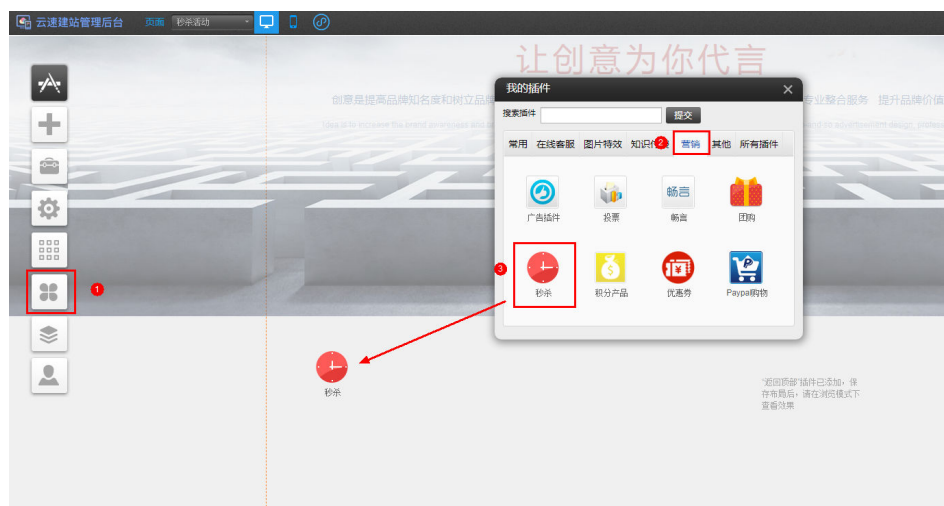 云速建站管理后台 页面 秒杀活动
让创意为你代言
我的插件
创意是提高品牌知名度和树立品
专业整合服务 提升品牌价值
搜索插件 提交
常用 在线客服 图片特效 知识 2 营销 其他 所有插件
畅言
广告插件 投票 畅言 团购
3
秒杀 积分产品 优惠券 Paypal购物
1
秒杀
"返回顶部"插件已添加，保
存布局后，请在浏览模式下
查看效果